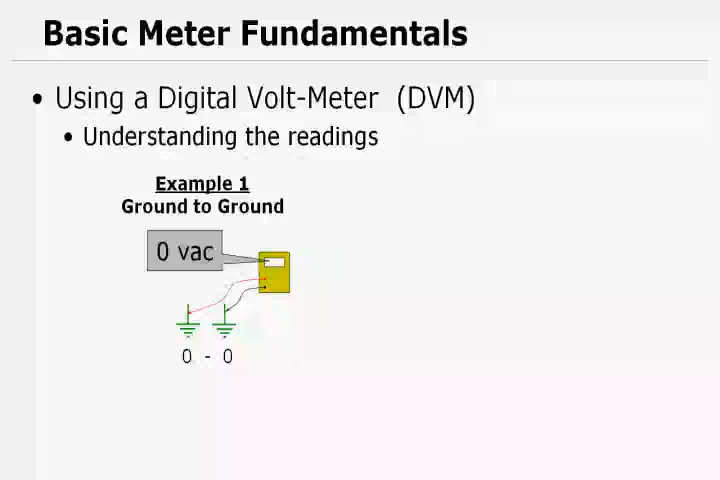 Basic Meter Fundamentals
• Using a Digital Volt-Meter (DVM)
• Understanding the readings
Example 1
Ground to Ground
0 vac
0 - 0